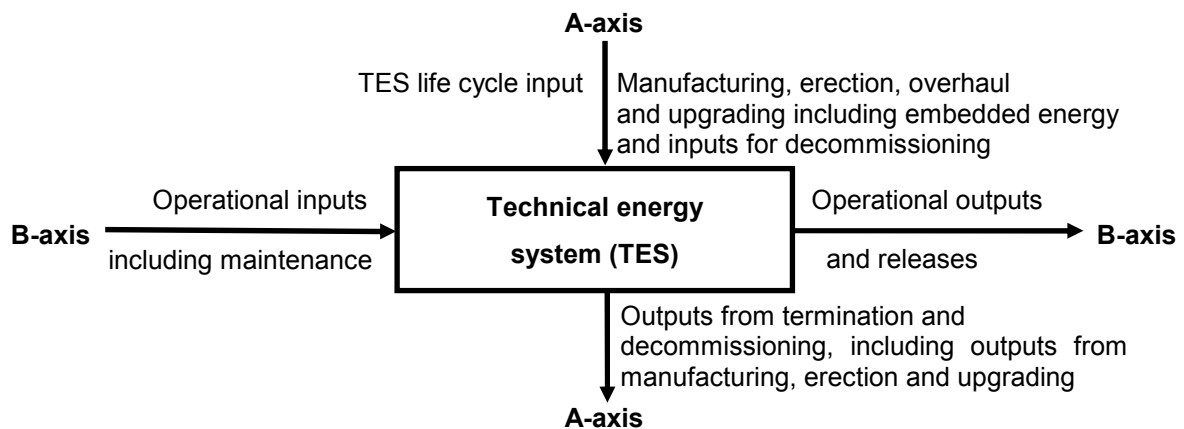 A-axis
TES life cycle input
Manufacturing, erection, overhaul
and upgrading including embedded energy
and inputs for decommissioning
B-axis
Operational inputs
including maintenance
Technical energy
system (TES)
Operational outputs
and releases
B-axis
Outputs from termination and
decommissioning, including outputs from
manufacturing, erection and upgrading
A-axis